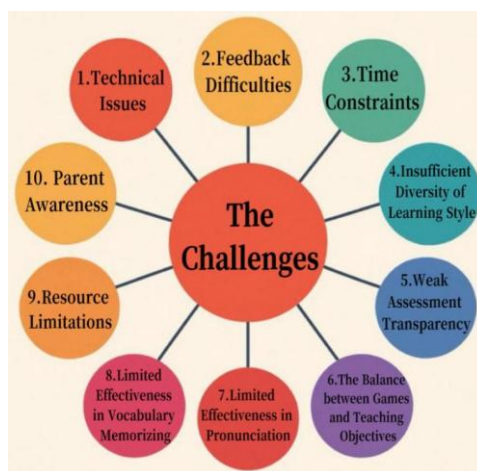 The
Challenges
1.Technical
Issues
2.Feedback
Difficulties
3.Time
Constraints
4.Insufficient
Diversity of
Learning Style
5.Weak
Assessment
Transparency
6.The Balance
between Games
and Teaching
Objectives
7.Limited
Effectiveness in
Pronunciation
8.Limited
Effectiveness
in Vocabulary
Memorizing
9.Resource
Limitations
10. Parent
Awareness